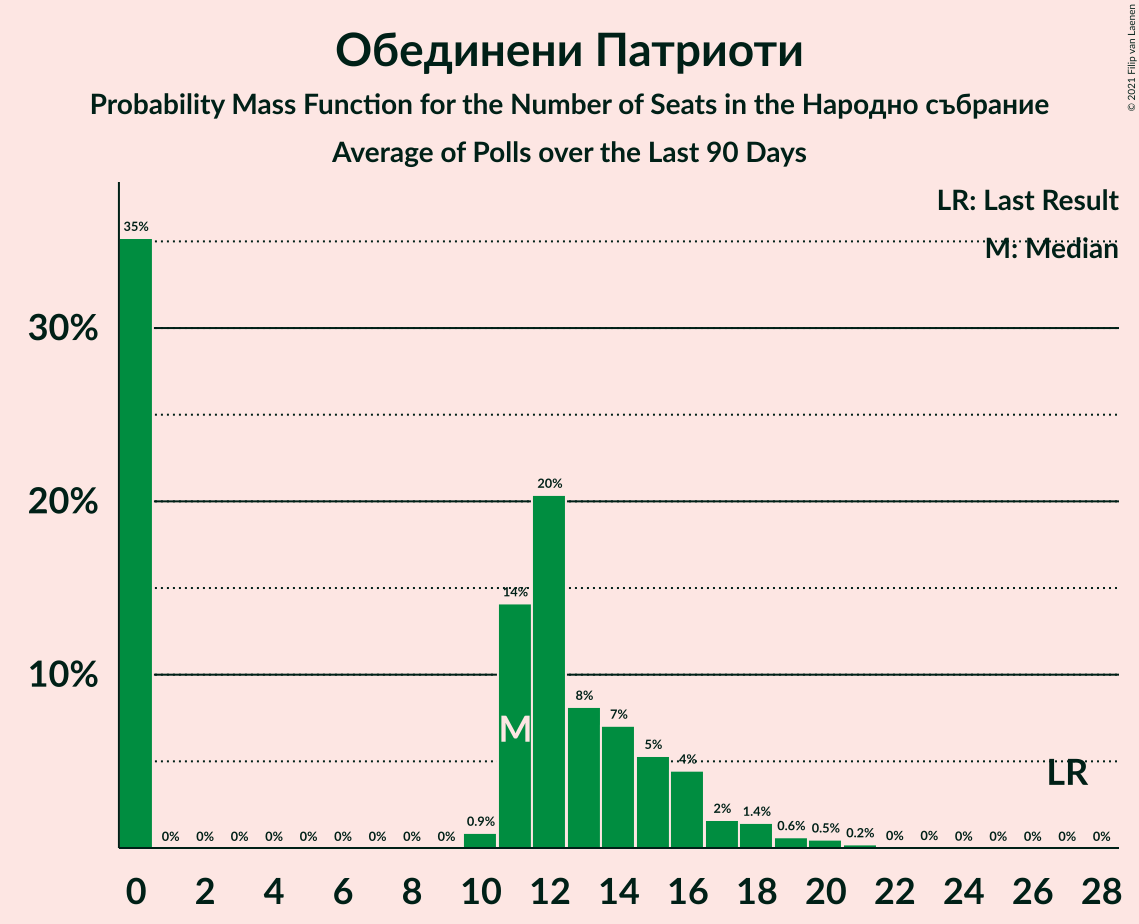 Обединени Патриоти
Probability Mass Function for the Number of Seats in the Народно събрание
Average of Polls over the Last 90 Days
© 2021 Filip van Laenen
LR: Last Result
M: Median
35%
30%
20%
20%
14%
10%
8%
7%
5%
4%
M
LR
0% 0% 0% 0% 0% 0% 0% 0% 0% 0.9% 2% 1.4% 0.6% 0.5% 0.2% 0% 0% 0% 0% 0% 0% 0%
0 2 4 6 8 10 12 14 16 18 20 22 24 26 28